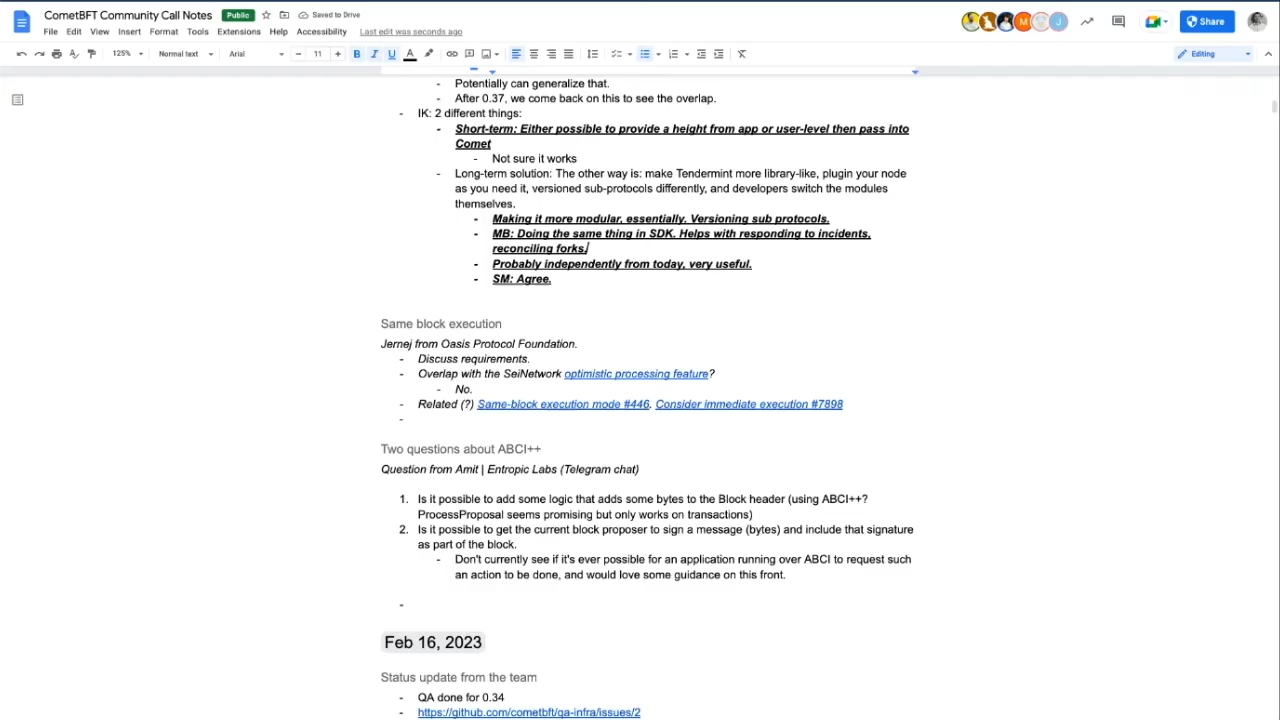 CometBFT Community Call Notes Public Saved to Drive
File Edit View Insert Format Tools Extensions Help Accessibility Last edit was seconds ago
M J Share
125% Normal text Arial - 11 + B I U A Editing
- Potentially can generalize that.
- After 0.37, we come back on this to see the overlap.
- IK: 2 different things:
- Short-term: Either possible to provide a height from app or user-level then pass into
Comet
- Not sure it works
- Long-term solution: The other way is: make Tendermint more library-like, plugin your node
as you need it, versioned sub-protocols differently, and developers switch the modules
themselves.
- Making it more modular, essentially. Versioning sub protocols.
- MB: Doing the same thing in SDK. Helps with responding to incidents,
reconciling forks.
- Probably independently from today, very useful.
- SM: Agree.
Same block execution
Jernej from Oasis Protocol Foundation.
- Discuss requirements.
- Overlap with the SeiNetwork optimistic processing feature?
- No.
- Related (?) Same-block execution mode #446. Consider immediate execution #7898
-
Two questions about ABCI++
Question from Amit | Entropic Labs (Telegram chat)
1. Is it possible to add some logic that adds some bytes to the Block header (using ABCI++?
ProcessProposal seems promising but only works on transactions)
2. Is it possible to get the current block proposer to sign a message (bytes) and include that signature
as part of the block.
- Don't currently see if it's ever possible for an application running over ABCI to request such
an action to be done, and would love some guidance on this front.
-
Feb 16, 2023
Status update from the team
- QA done for 0.34
- https://github.com/cometbft/qa-infra/issues/2